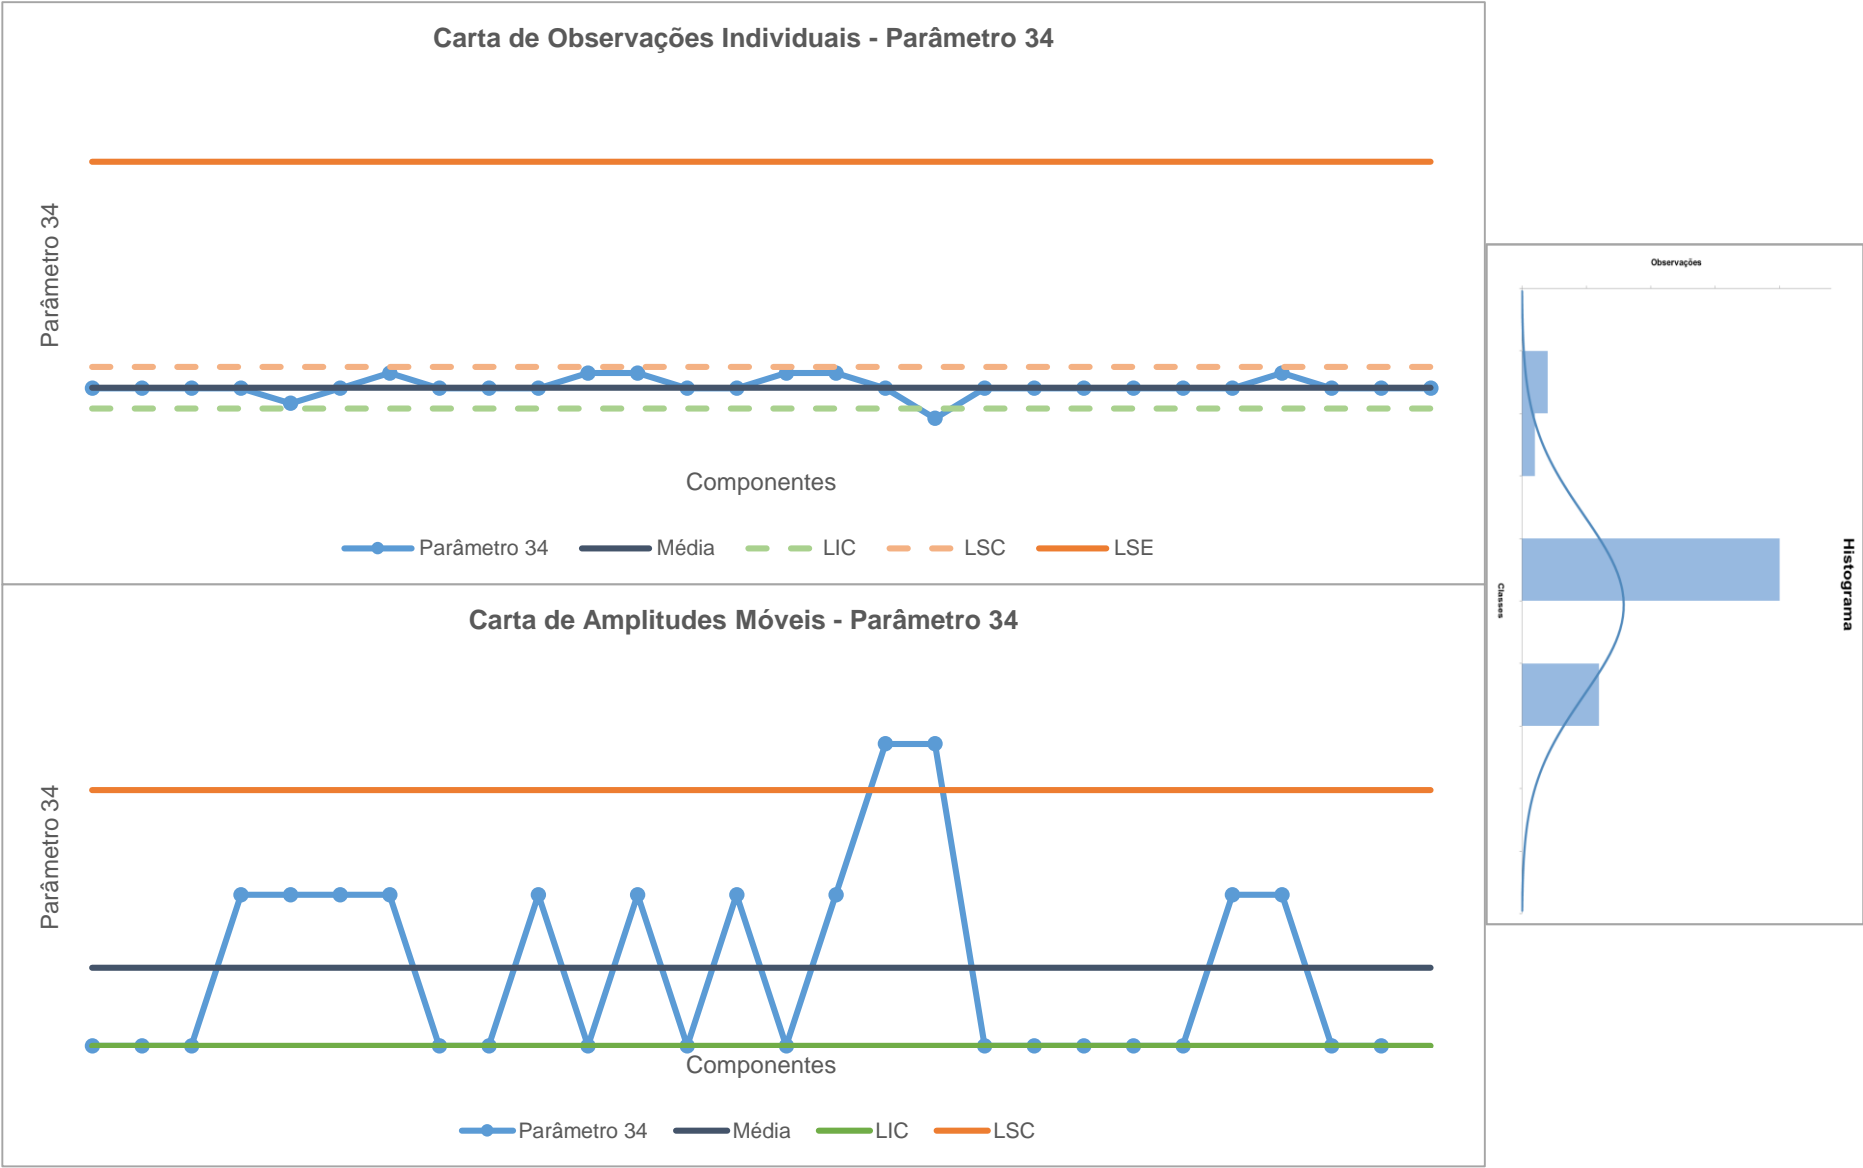 Carta de Observações Individuais - Parâmetro 34
Parâmetro 34
Componentes
Parâmetro 34 Média LIC LSC LSE
Carta de Amplitudes Móveis - Parâmetro 34
Parâmetro 34
Componentes
Parâmetro 34 Média LIC LSC
Observações
Histograma
Classes